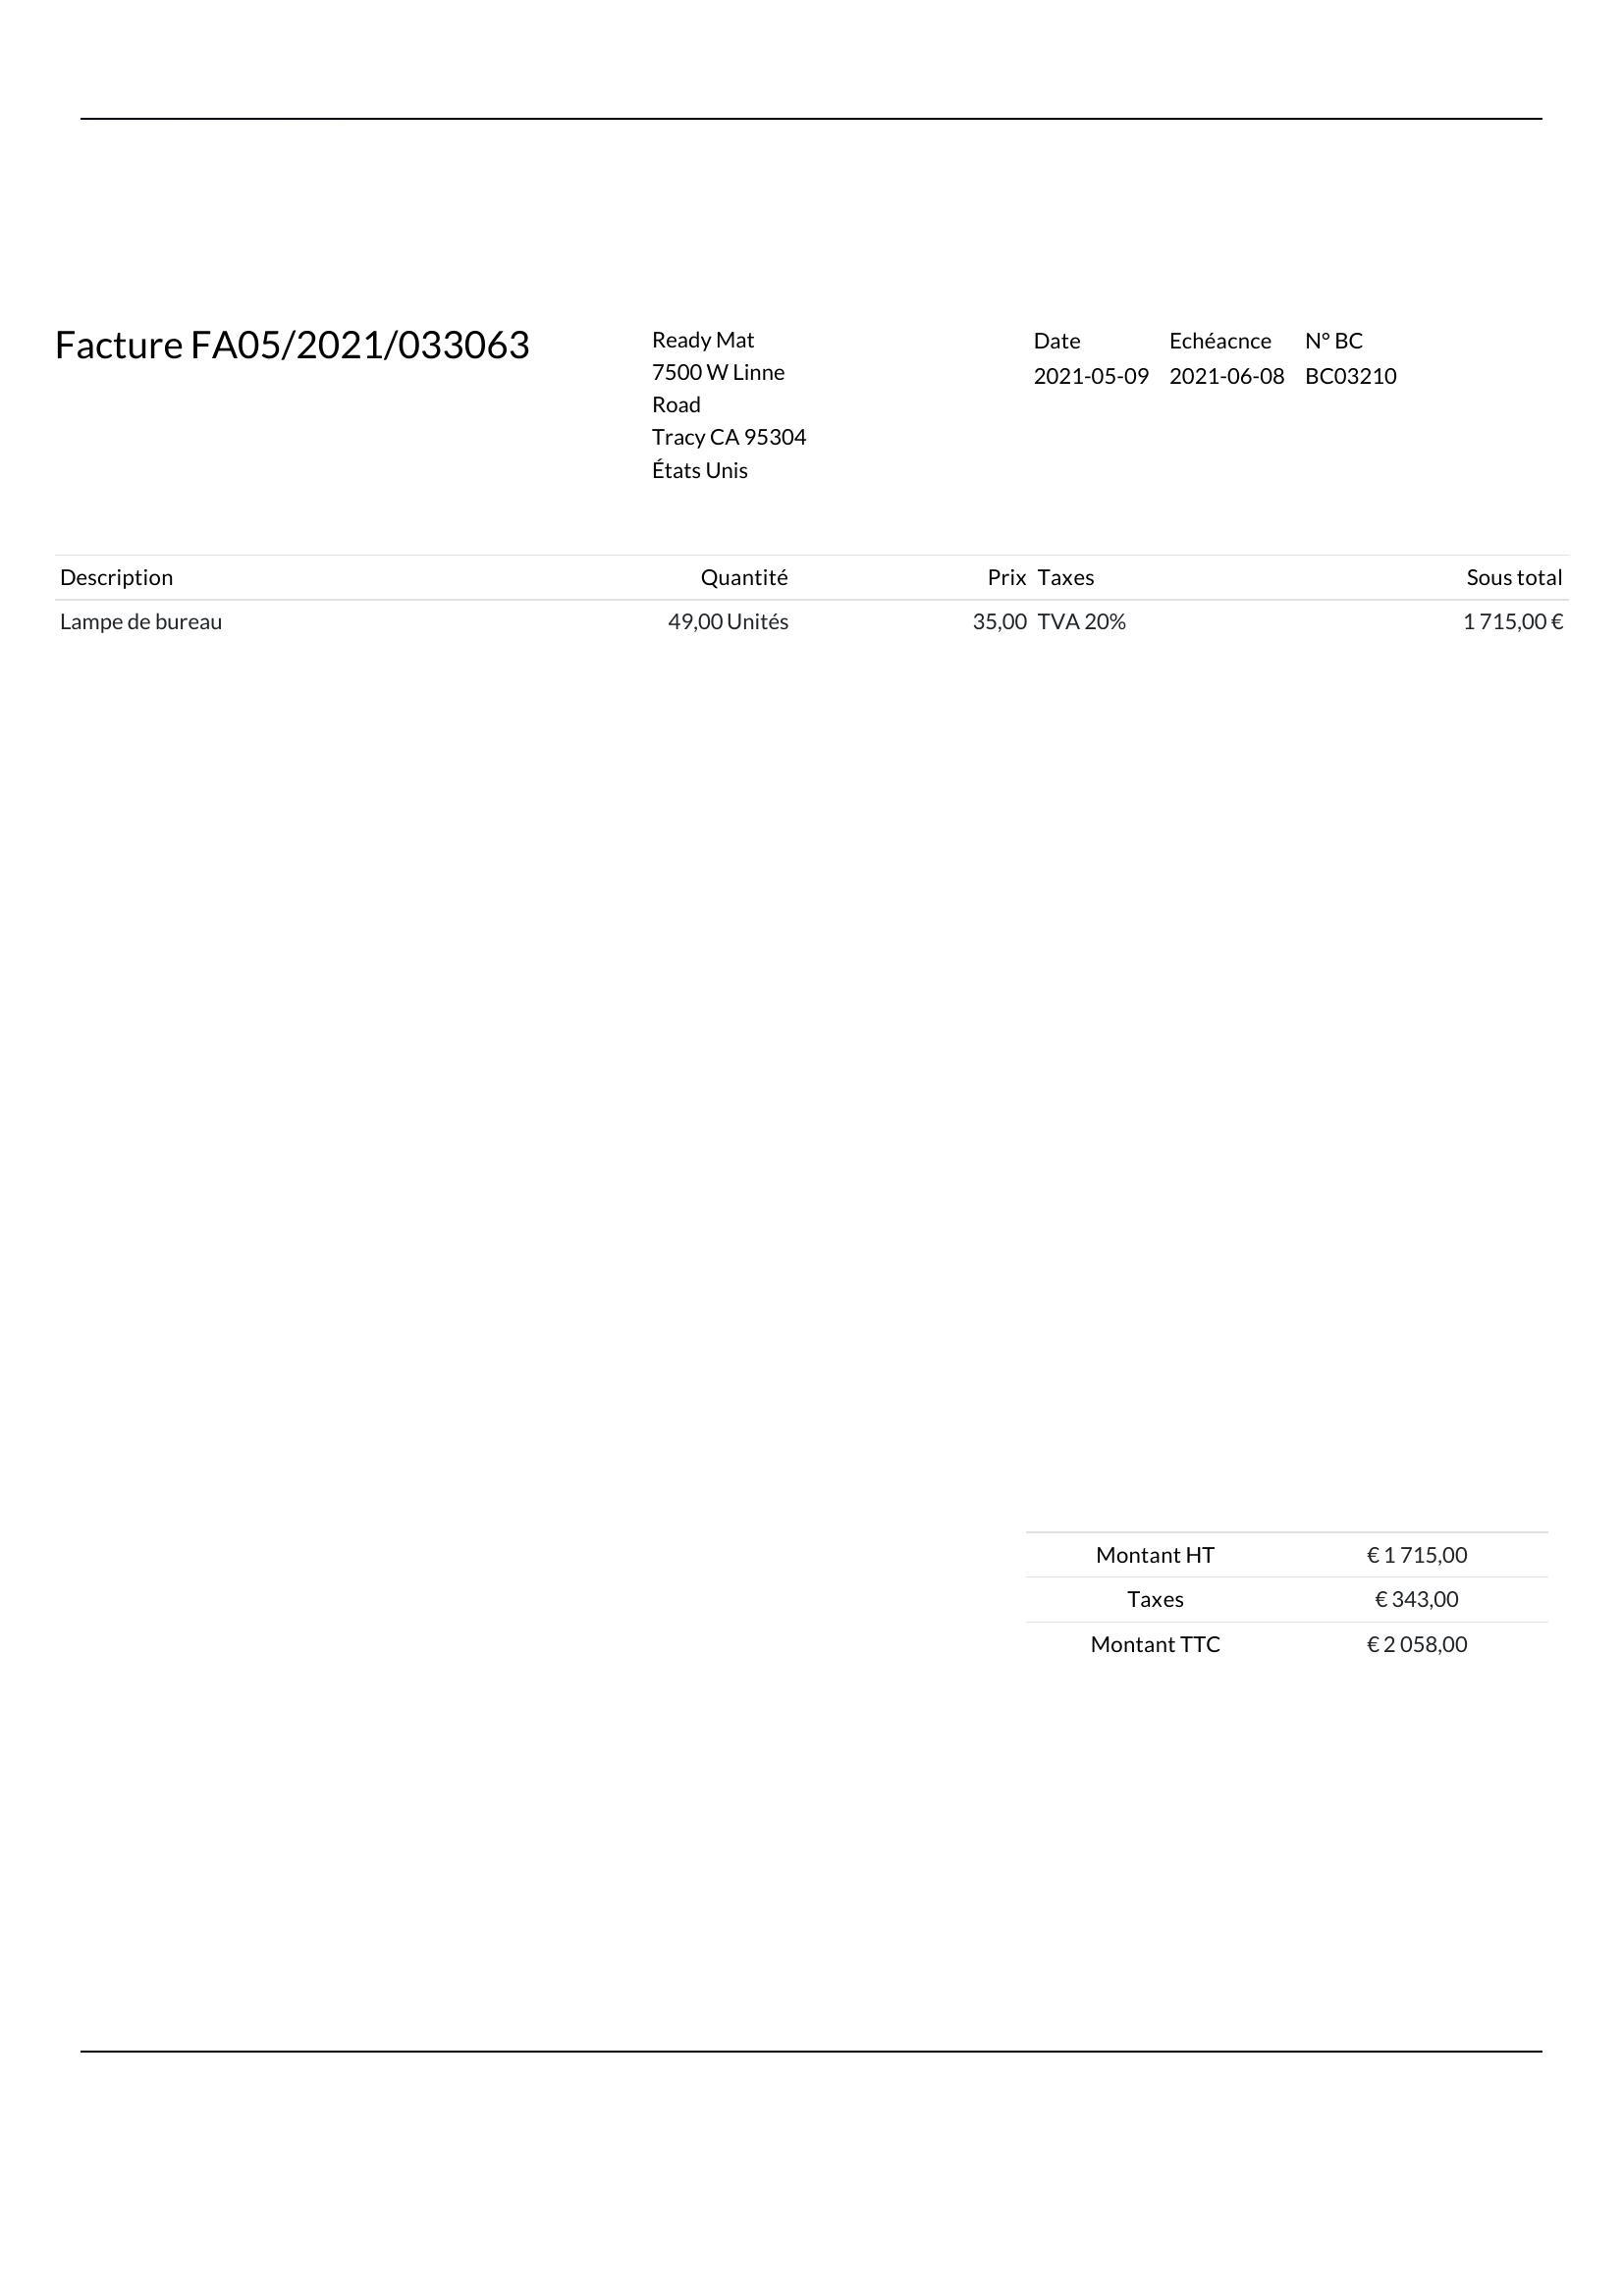 Facture FA05/2021/033063
Ready Mat
7500 W Linne
Road
Tracy CA 95304
États Unis
Date Echéacnce N° BC
2021-05-09 2021-06-08 BC03210
Description Quantité Prix Taxes Sous total
Lampe de bureau 49,00 Unités 35,00 TVA 20% 1 715,00 €
Montant HT € 1 715,00
Taxes € 343,00
Montant TTC € 2 058,00